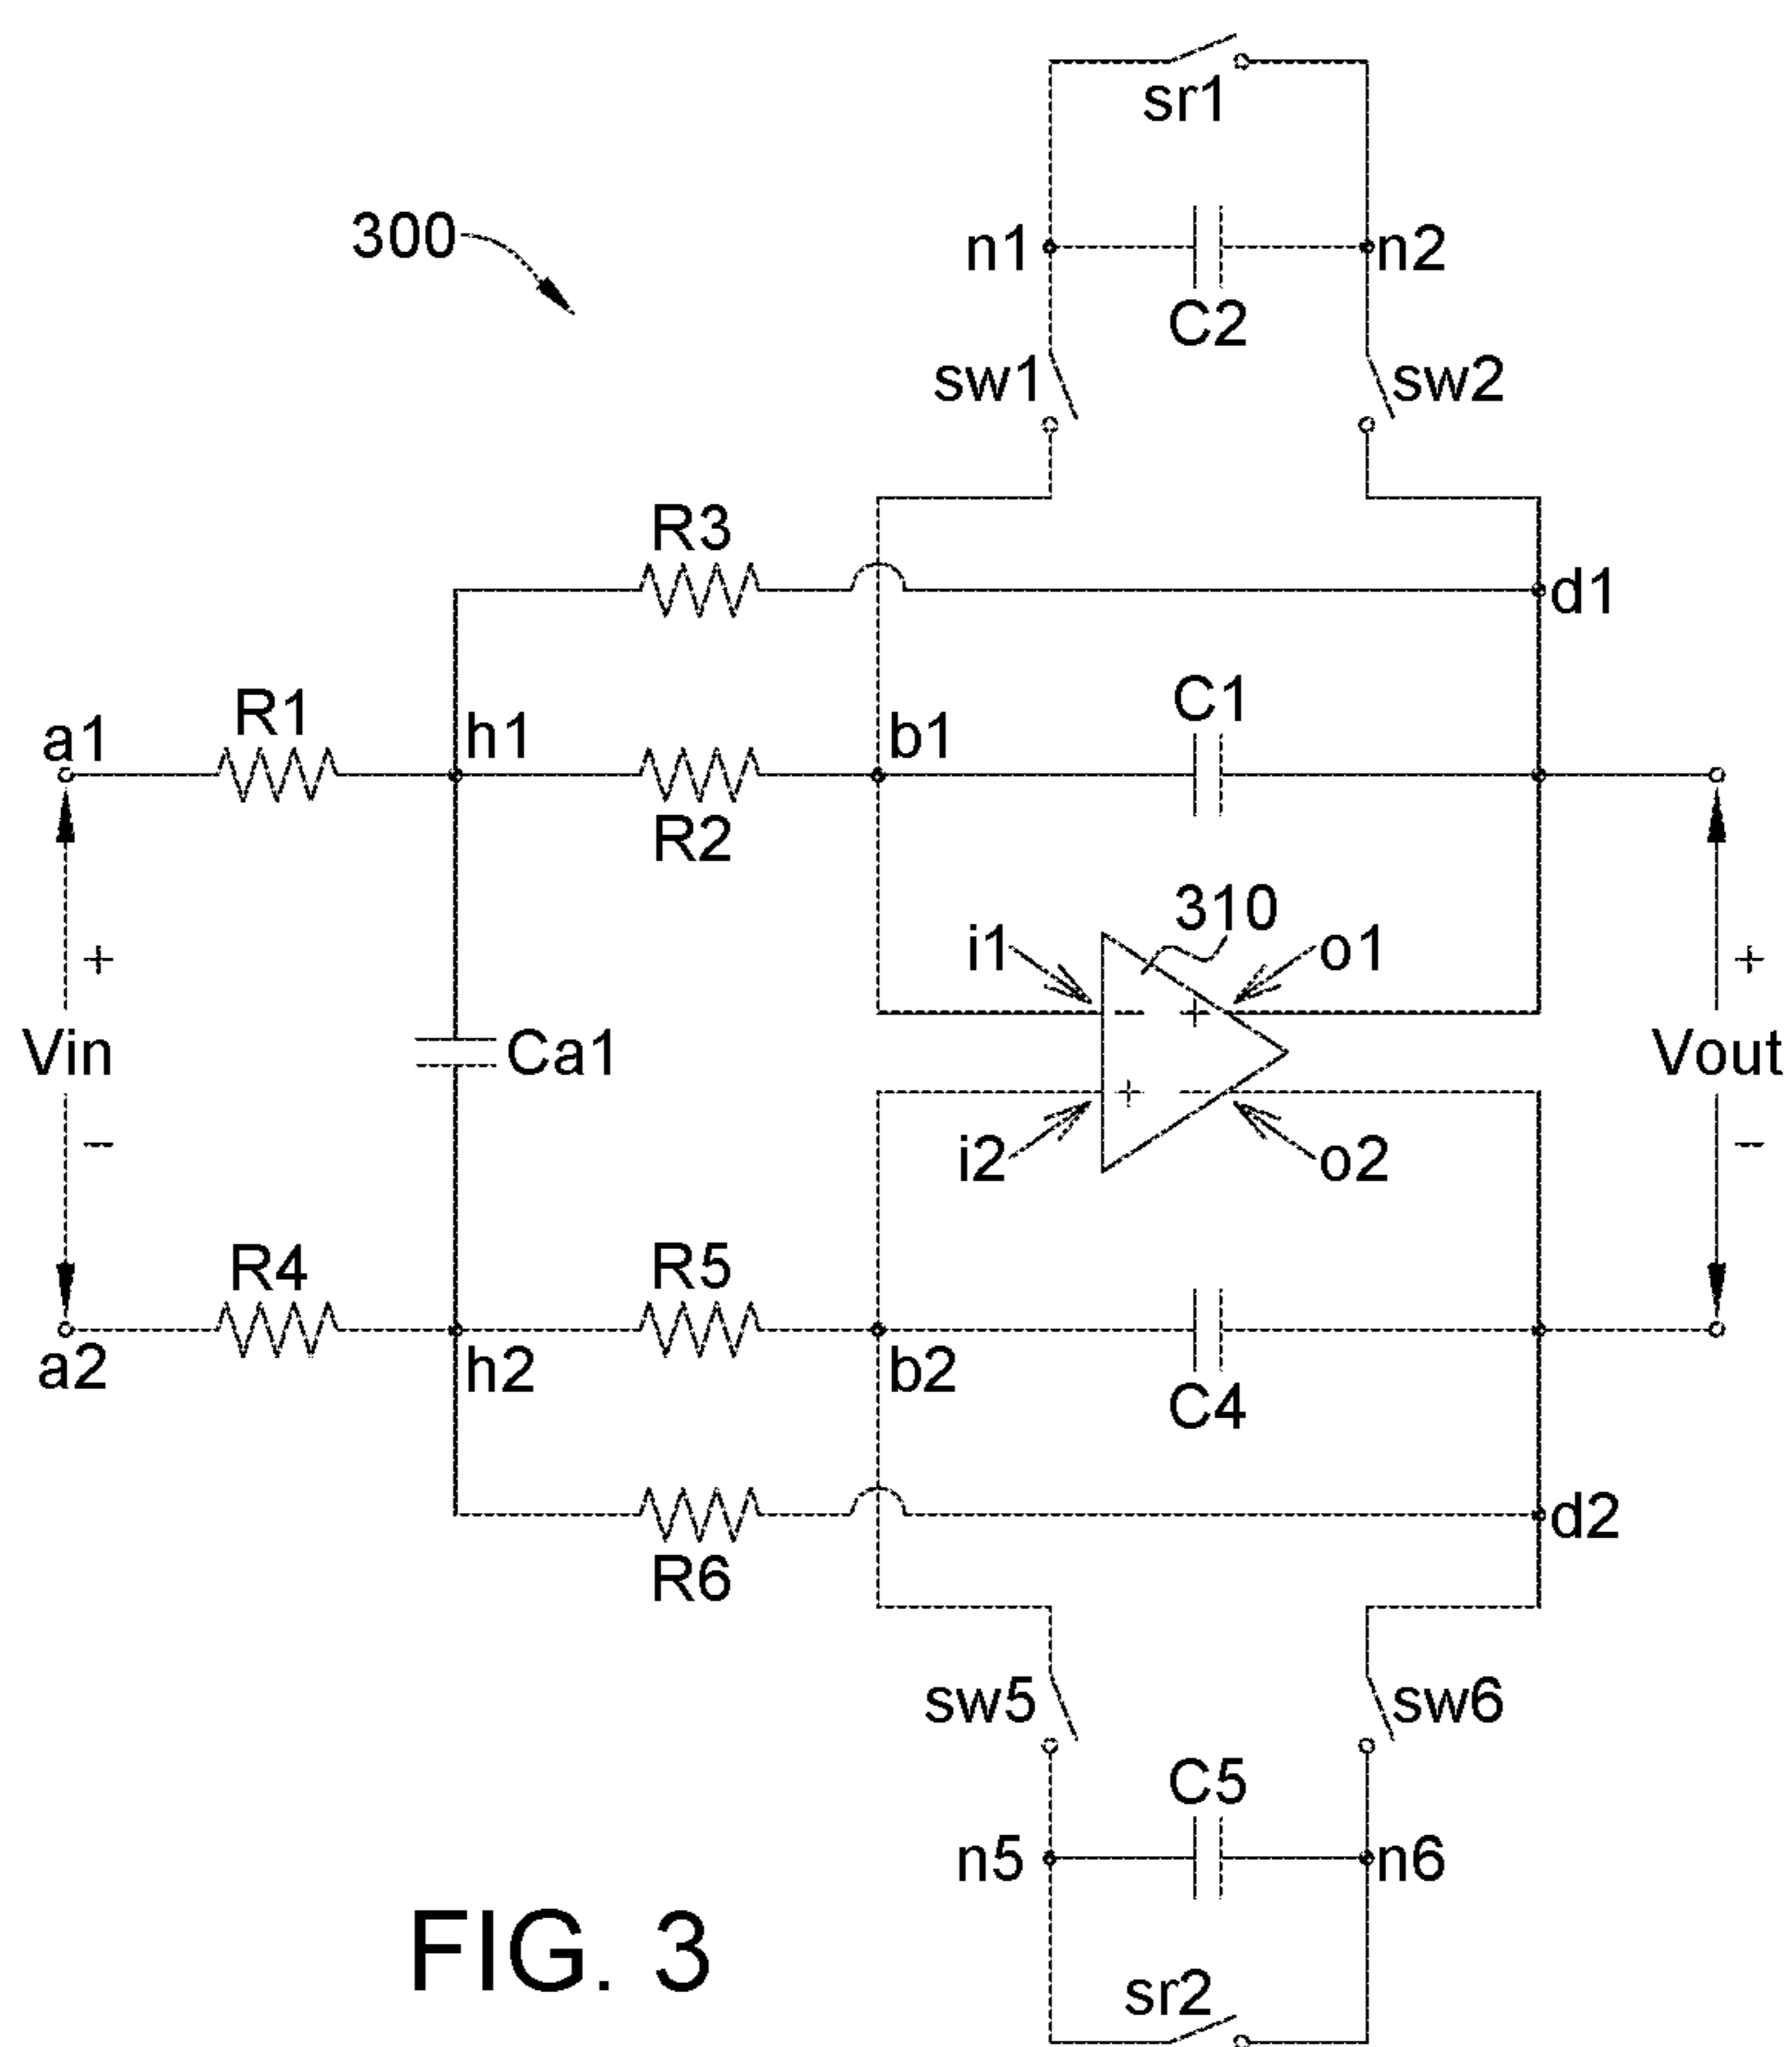 sr1
300
n1
n2
C2
sw1
sw2
R3
d1
C1
R1
a1
h1
b1
R2
310
i1
o1
+
+
- +
Vin
Ca1
Vout
+ -
-
-
i2
o2
R4
R5
a2
h2
b2
C4
d2
R6
sw5
sw6
C5
n5
n6
FIG. 3
sr2